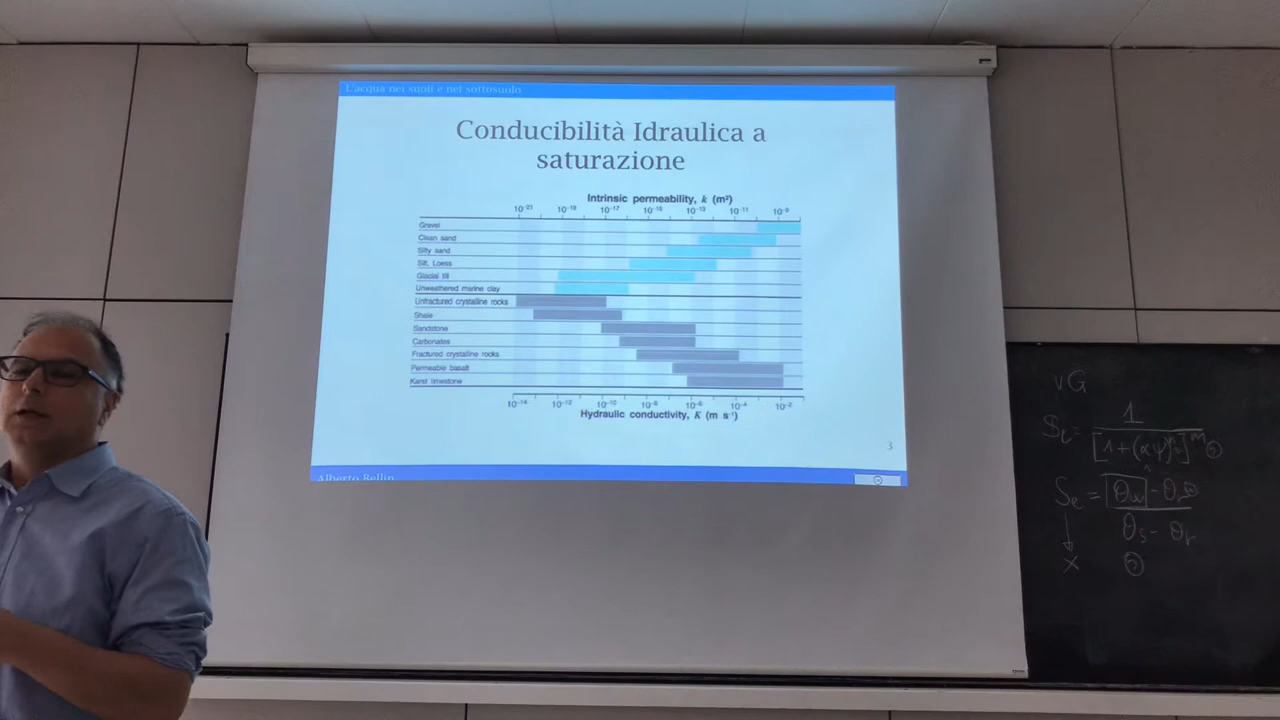 L'acqua nei suoli e nel sottosuolo
Conducibilità Idraulica a
saturazione
Intrinsic permeability, k (m²)
10⁻²¹ 10⁻¹⁹ 10⁻¹⁷ 10⁻¹⁵ 10⁻¹³ 10⁻¹¹ 10⁻⁹
Gravel
Clean sand
Silty sand
Silt, Loess
Glacial till
Unweathered marine clay
Unfractured crystalline rocks
Shale
Sandstone
Carbonates
Fractured crystalline rocks
Permeable basalt
Karst limestone
10⁻¹⁴ 10⁻¹² 10⁻¹⁰ 10⁻⁸ 10⁻⁶ 10⁻⁴ 10⁻²
Hydraulic conductivity, K (m s⁻¹)
3
Alberto Bellin
vG
Se = 1
[1+(αψ)ⁿ]ᵐ
Se = θw - θr
θs - θr
x